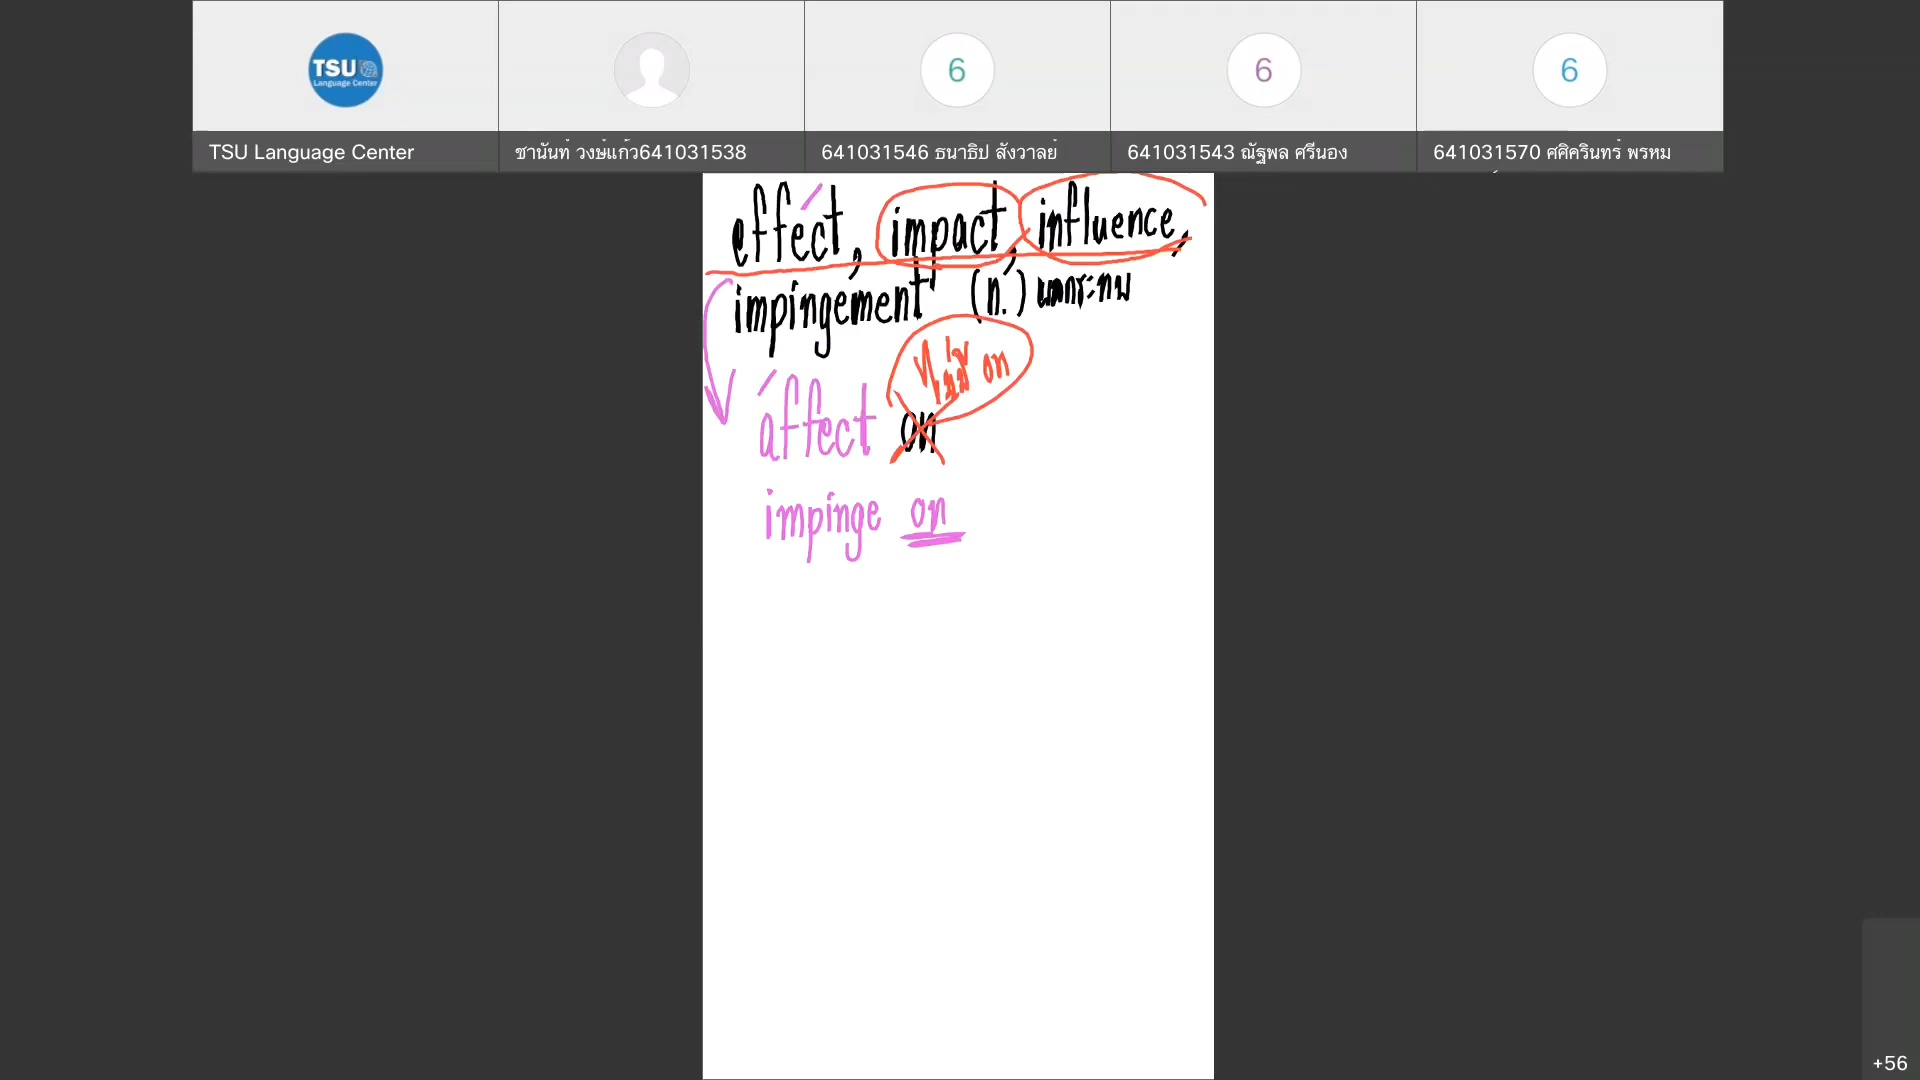 TSU
Language Center
6
6
6
TSU Language Center
ชานันท์ วงษ์แก้ว641031538
641031546 ธนาธิป สังวาลย์
641031543 ณัฐพล ศรีนอง
641031570 ศศิครินทร์ พรหม
effect, impact, influence,
impingement (n.) ผลกระทบ
ไม่มี on
affect on
impinge on
+56